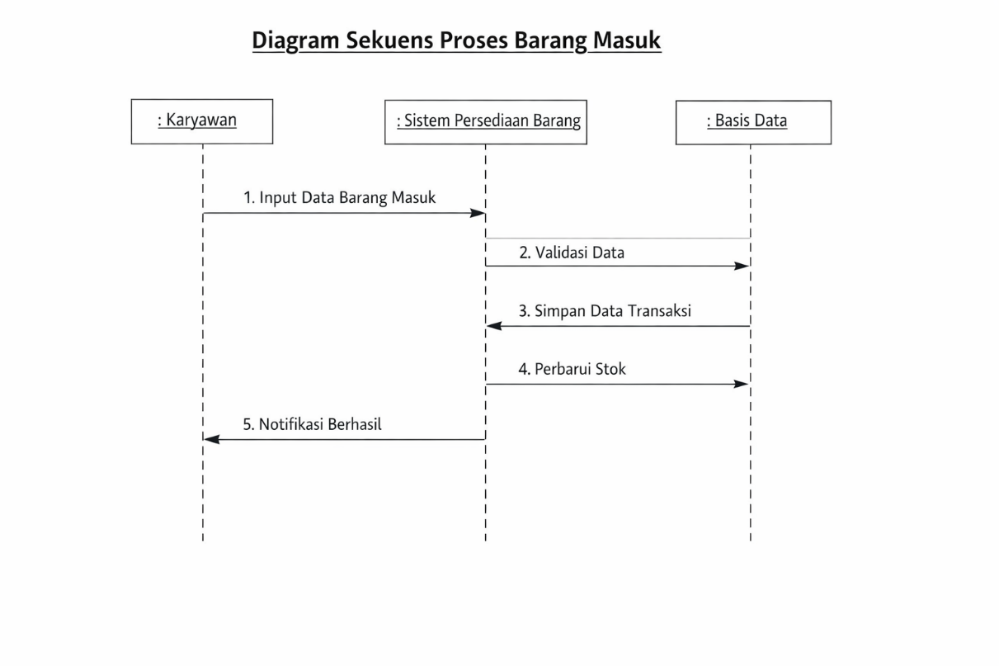 Diagram Sekuens Proses Barang Masuk
: Karyawan
: Sistem Persediaan Barang
: Basis Data
1. Input Data Barang Masuk
2. Validasi Data
3. Simpan Data Transaksi
4. Perbarui Stok
5. Notifikasi Berhasil